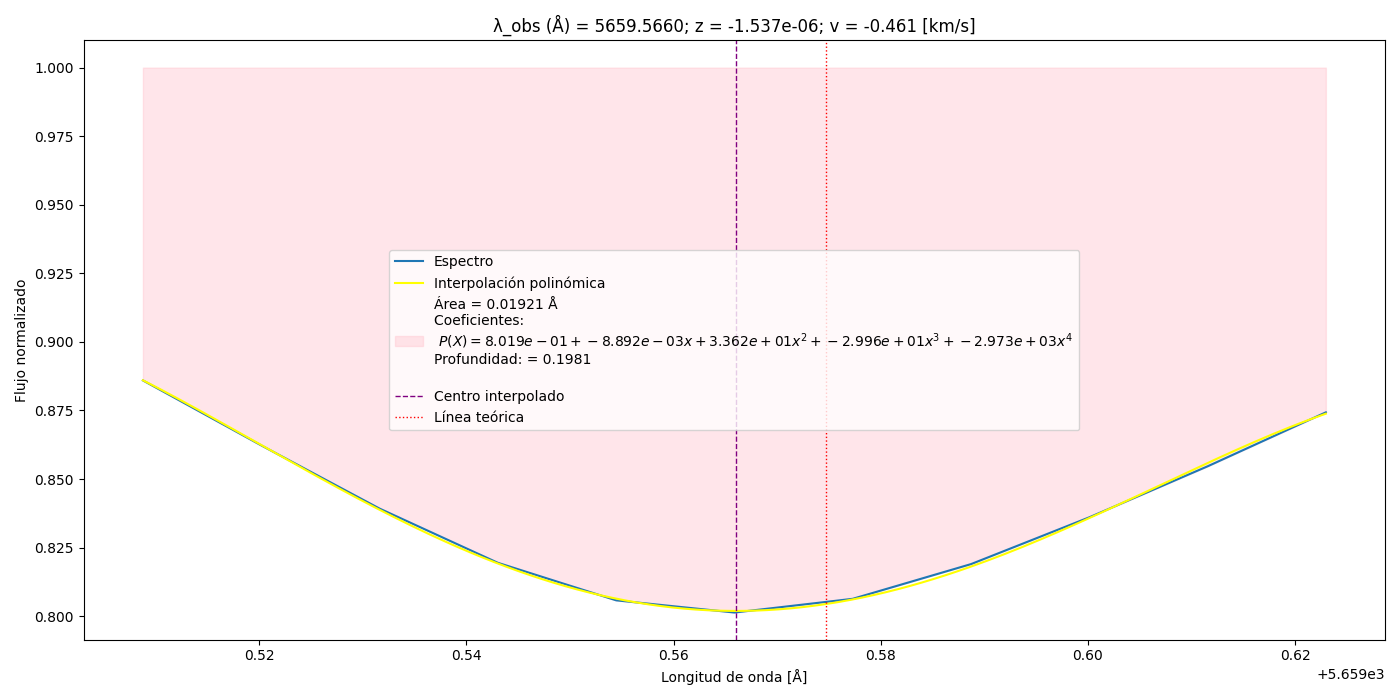 λ_obs (Å) = 5659.5660; z = -1.537e-06; v = -0.461 [km/s]
Flujo normalizado
1.000
0.975
0.950
0.925
0.900
0.875
0.850
0.825
0.800
Espectro
Interpolación polinómica
Área = 0.01921 Å
Coeficientes:
P(X) = 8.019e − 01 + − 8.892e − 03x + 3.362e + 01x² + − 2.996e + 01x³ + − 2.973e + 03x⁴
Profundidad: = 0.1981
Centro interpolado
Línea teórica
0.52 0.54 0.56 0.58 0.60 0.62
+5.659e3
Longitud de onda [Å]